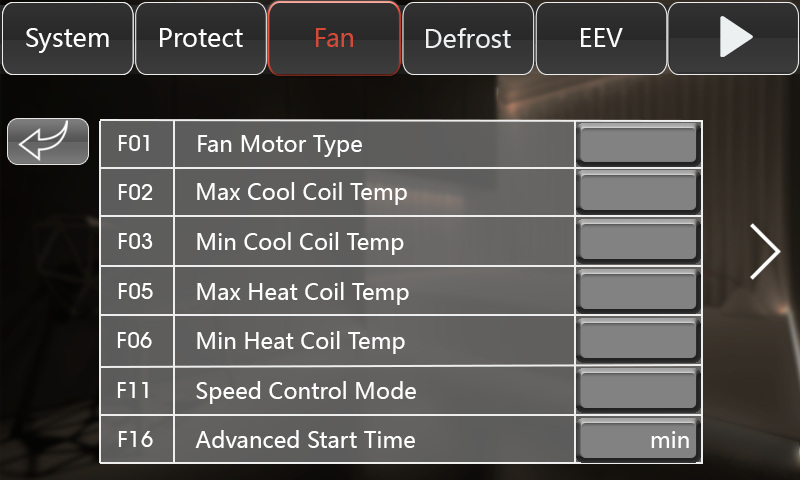 System Protect Fan Defrost EEV
F01 Fan Motor Type
F02 Max Cool Coil Temp
F03 Min Cool Coil Temp
F05 Max Heat Coil Temp
F06 Min Heat Coil Temp
F11 Speed Control Mode
F16 Advanced Start Time min